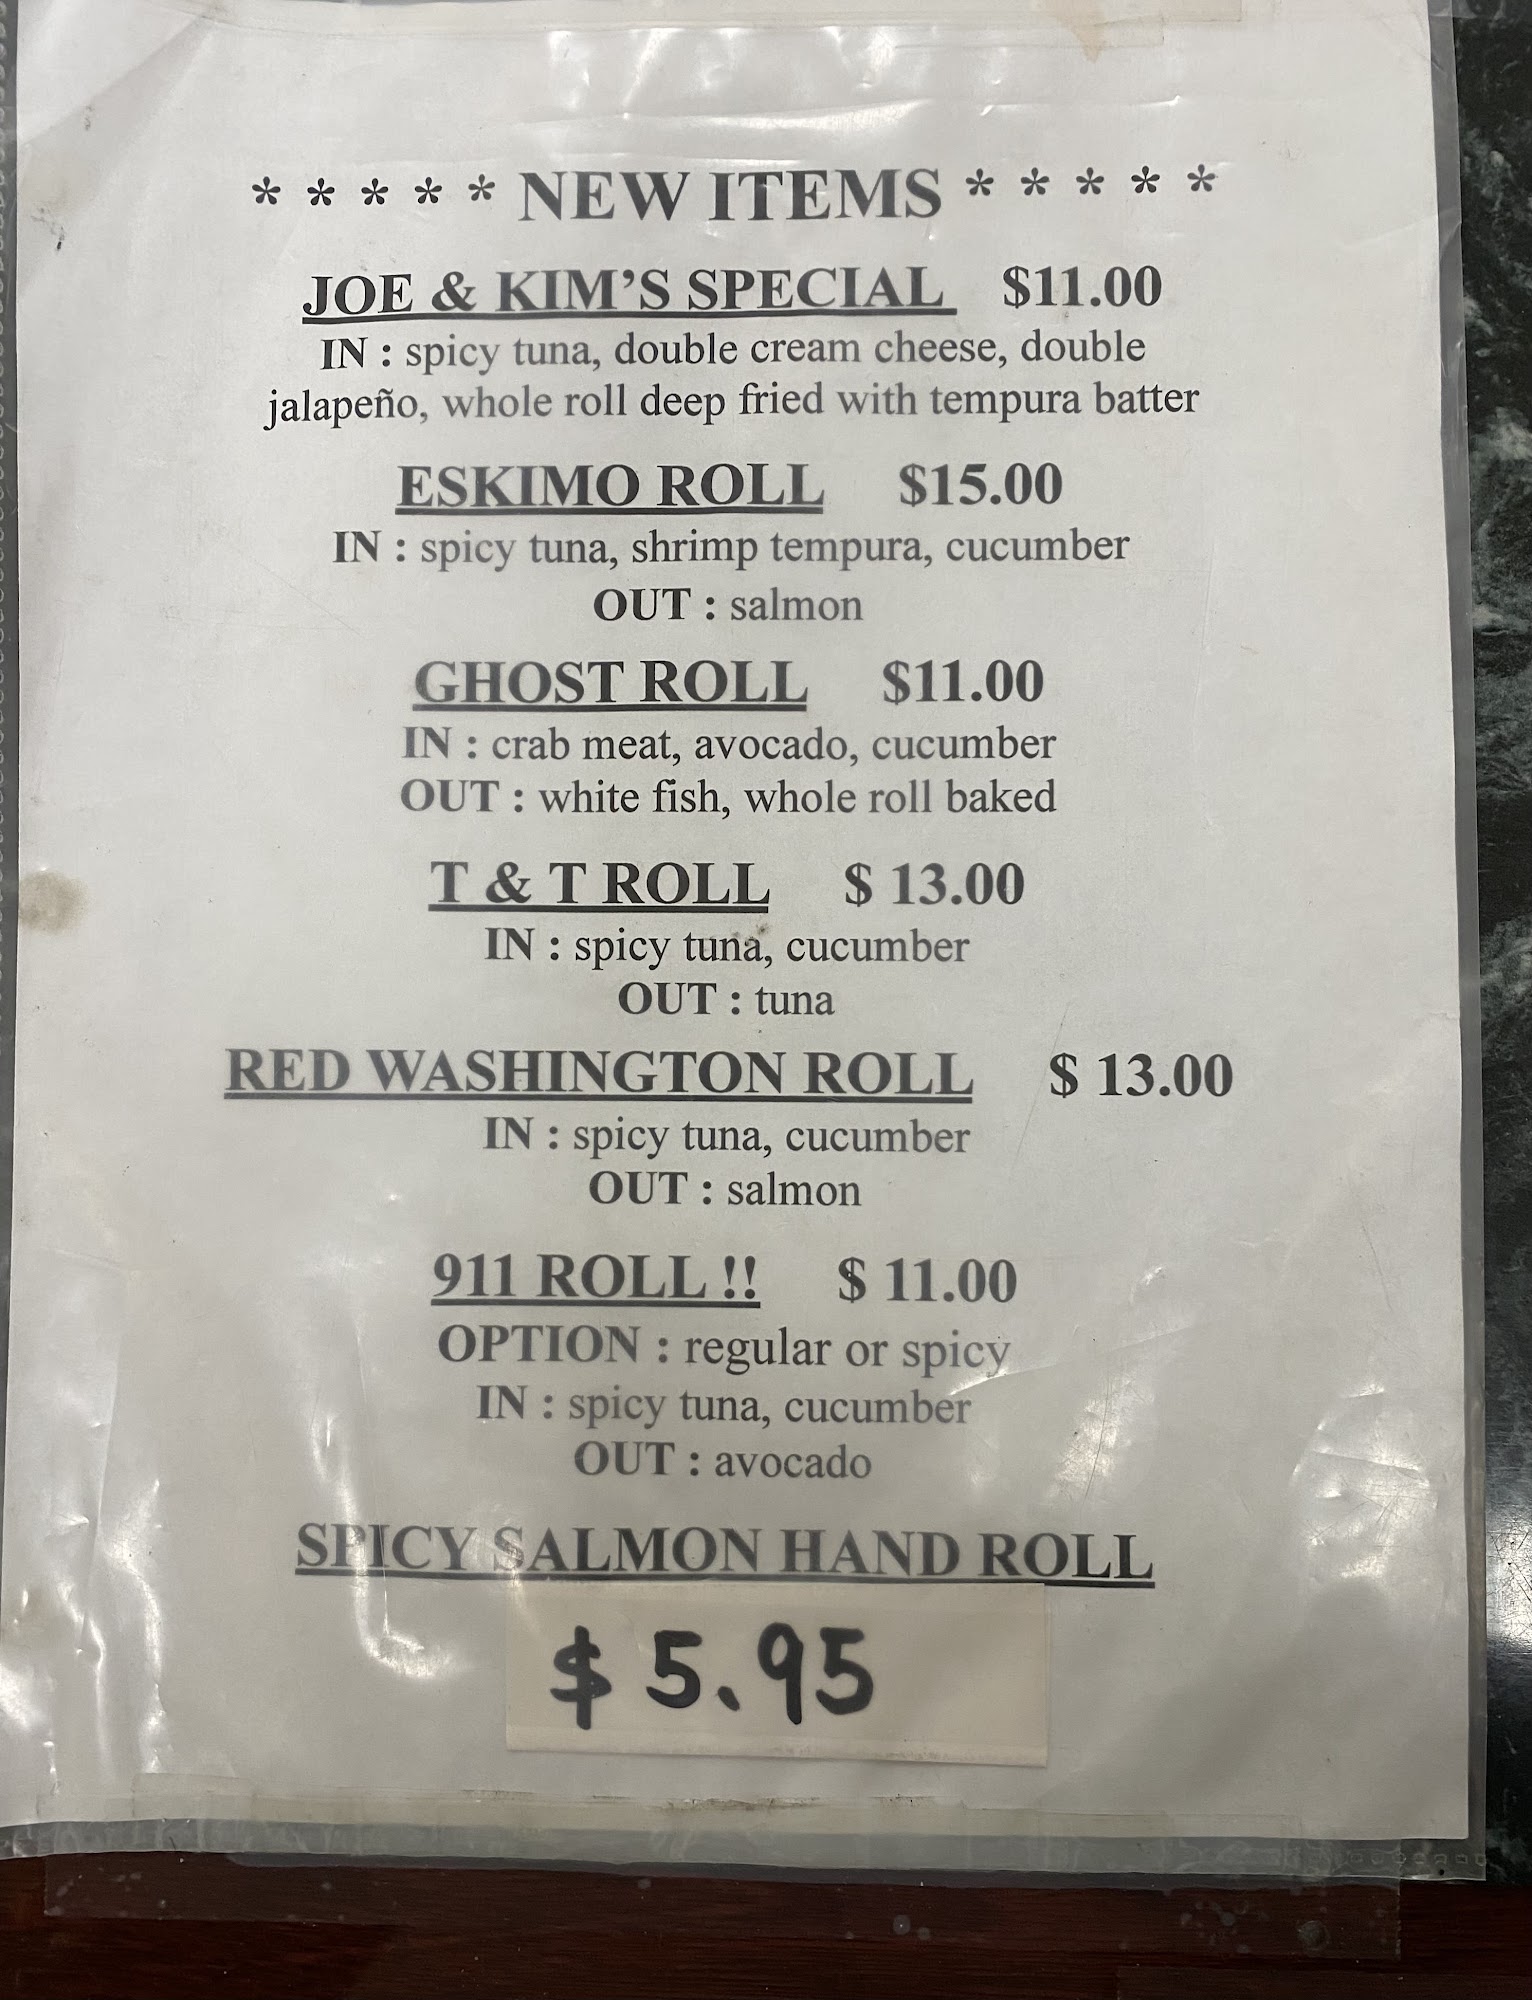 * * * * * NEW ITEMS * * * * *
JOE & KIM'S SPECIAL $11.00
IN : spicy tuna, double cream cheese, double
jalapeño, whole roll deep fried with tempura batter
ESKIMO ROLL $15.00
IN : spicy tuna, shrimp tempura, cucumber
OUT : salmon
GHOST ROLL $11.00
IN : crab meat, avocado, cucumber
OUT : white fish, whole roll baked
T & T ROLL $ 13.00
IN : spicy tuna, cucumber
OUT : tuna
RED WASHINGTON ROLL $ 13.00
IN : spicy tuna, cucumber
OUT : salmon
911 ROLL !! $ 11.00
OPTION : regular or spicy
IN : spicy tuna, cucumber
OUT : avocado
SPICY SALMON HAND ROLL
$ 5.95